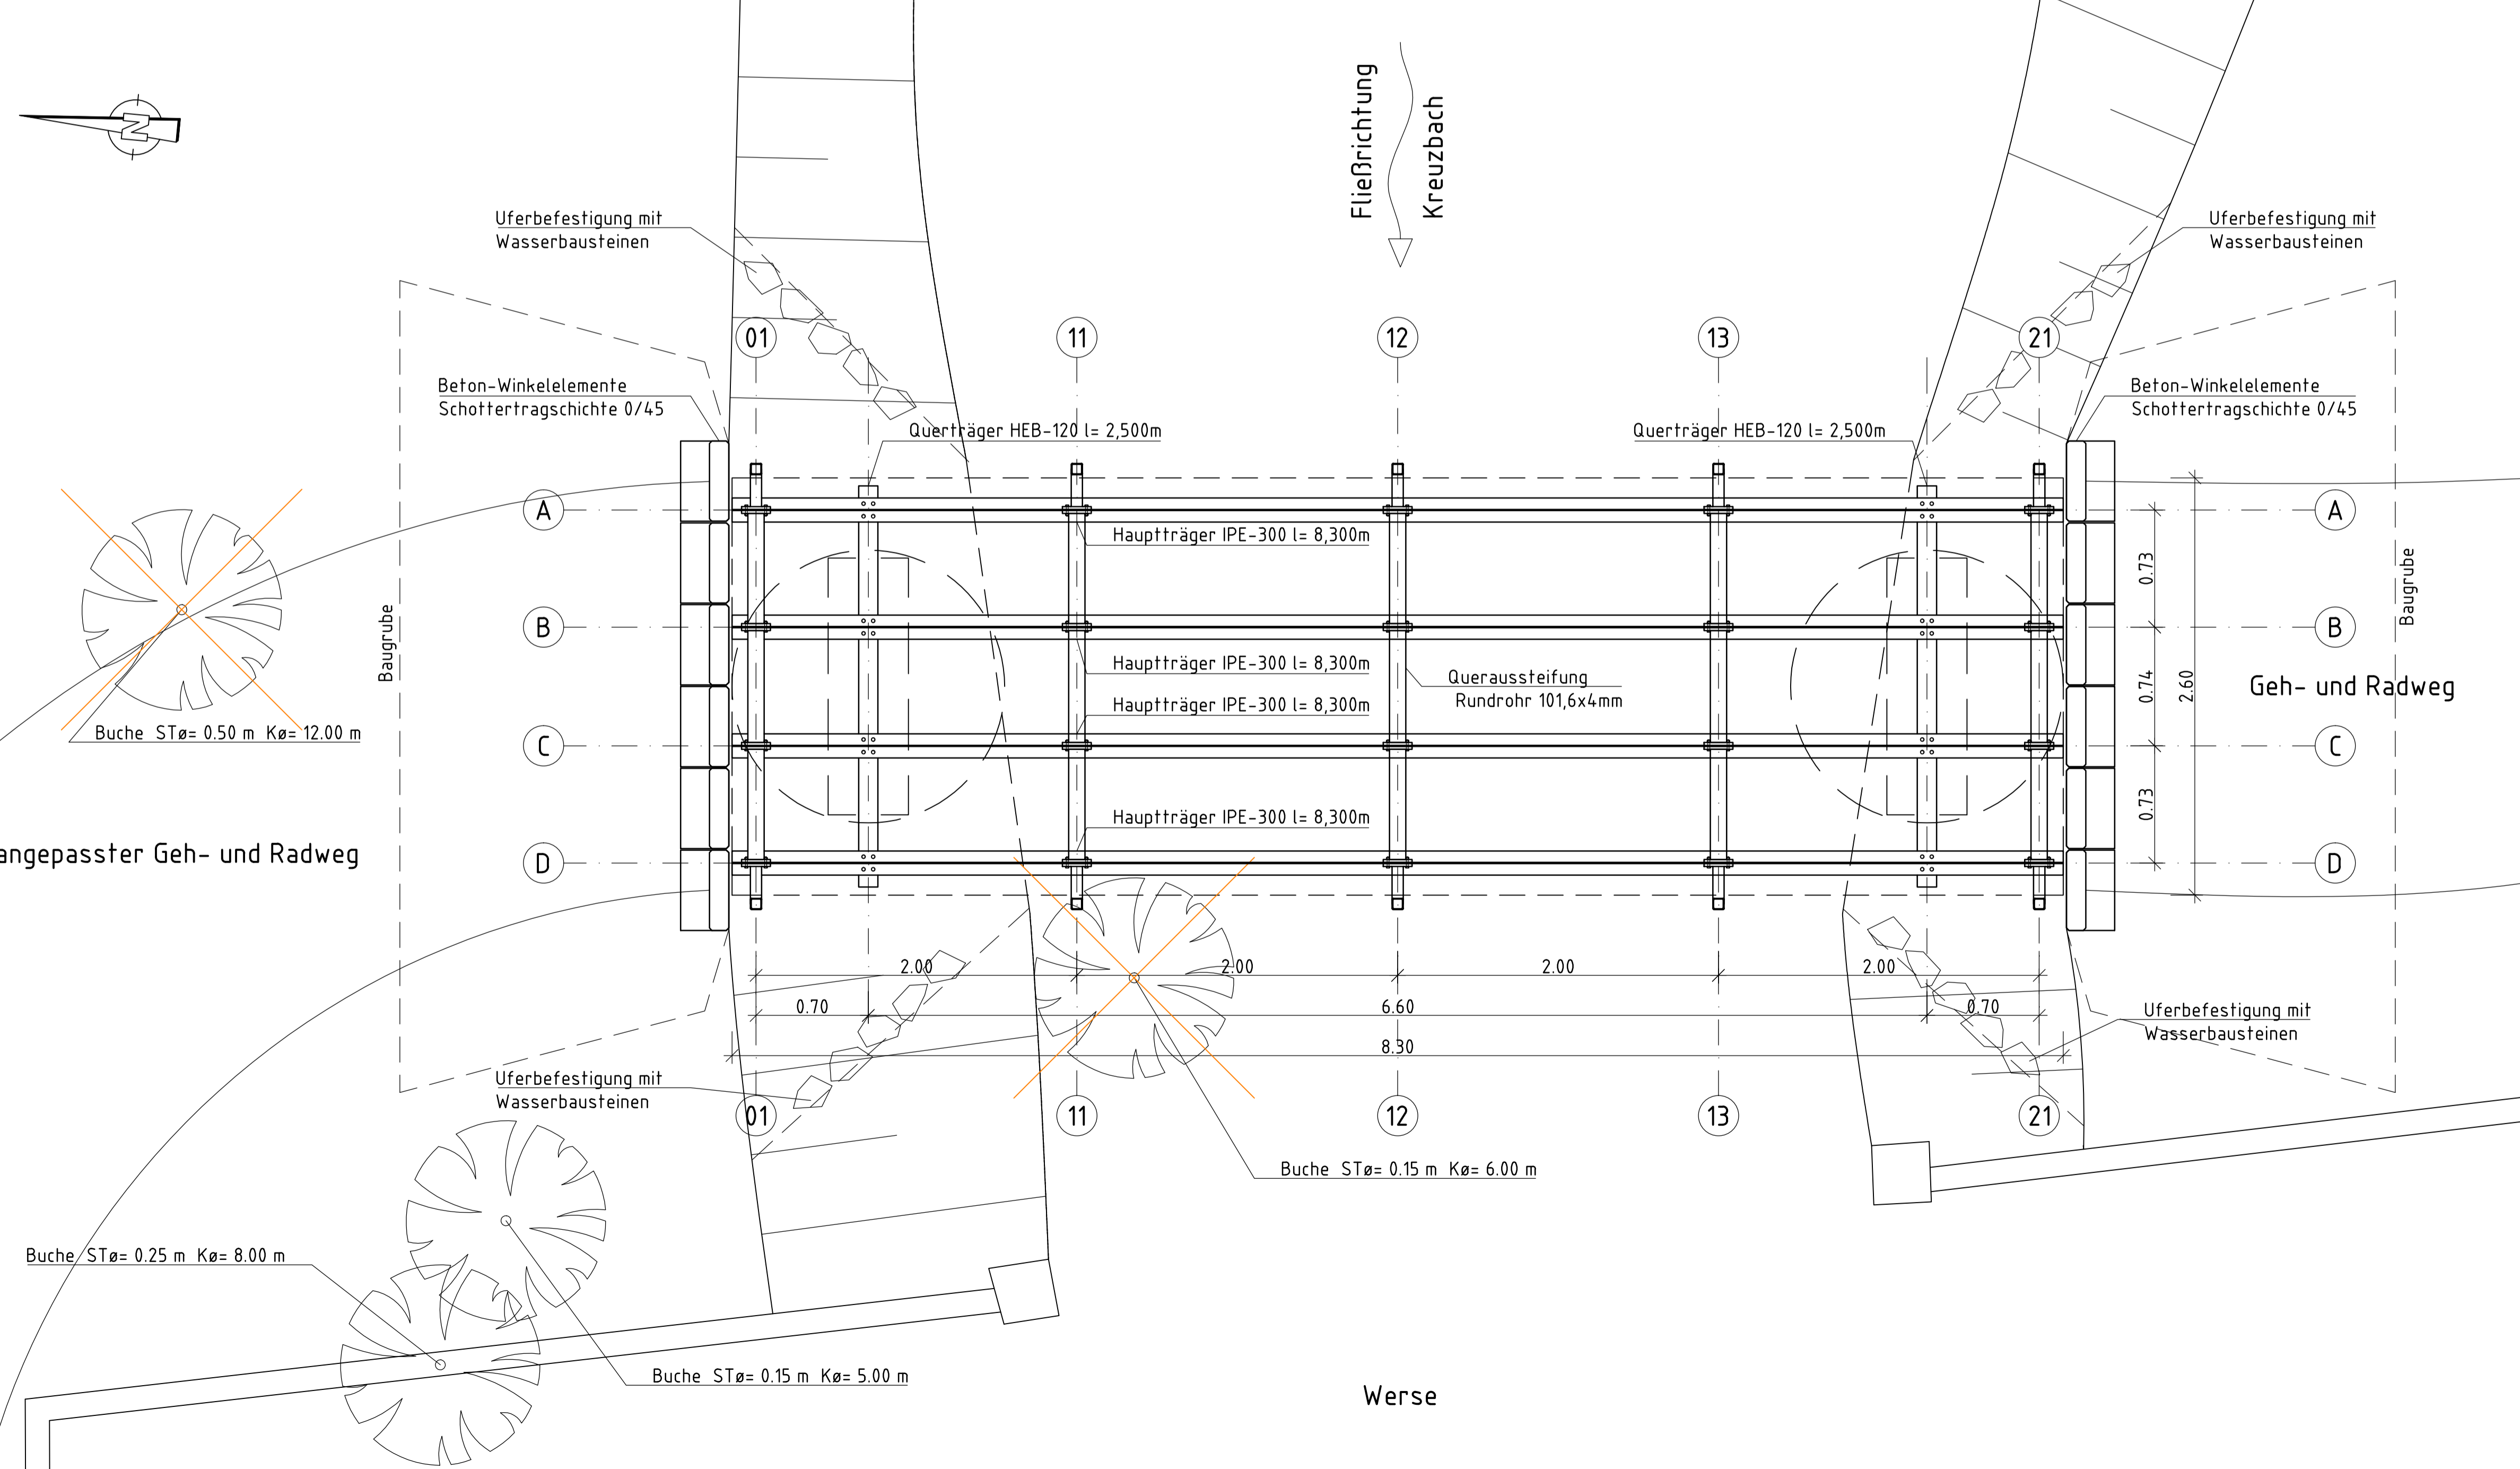 Fließrichtung
Kreuzbach
N
Uferbefestigung mit
Wasserbausteinen
Uferbefestigung mit
Wasserbausteinen
01
11
12
13
21
Beton-Winkelelemente
Schottertragschichte 0/45
Beton-Winkelelemente
Schottertragschichte 0/45
Querträger HEB-120 l= 2,500m
Querträger HEB-120 l= 2,500m
A
A
Hauptträger IPE-300 l= 8,300m
0.73
Baugrube
Baugrube
B
B
Hauptträger IPE-300 l= 8,300m
Queraussteifung
Rundrohr 101,6x4mm
0.74
2.60
Geh- und Radweg
Hauptträger IPE-300 l= 8,300m
Buche STø= 0.50 m Kø= 12.00 m
C
C
0.73
Hauptträger IPE-300 l= 8,300m
angepasster Geh- und Radweg
D
D
2.00
2.00
2.00
2.00
0.70
6.60
0.70
8.30
Uferbefestigung mit
Wasserbausteinen
Uferbefestigung mit
Wasserbausteinen
01
11
12
13
21
Buche STø= 0.15 m Kø= 6.00 m
Buche STø= 0.25 m Kø= 8.00 m
Buche STø= 0.15 m Kø= 5.00 m
Werse